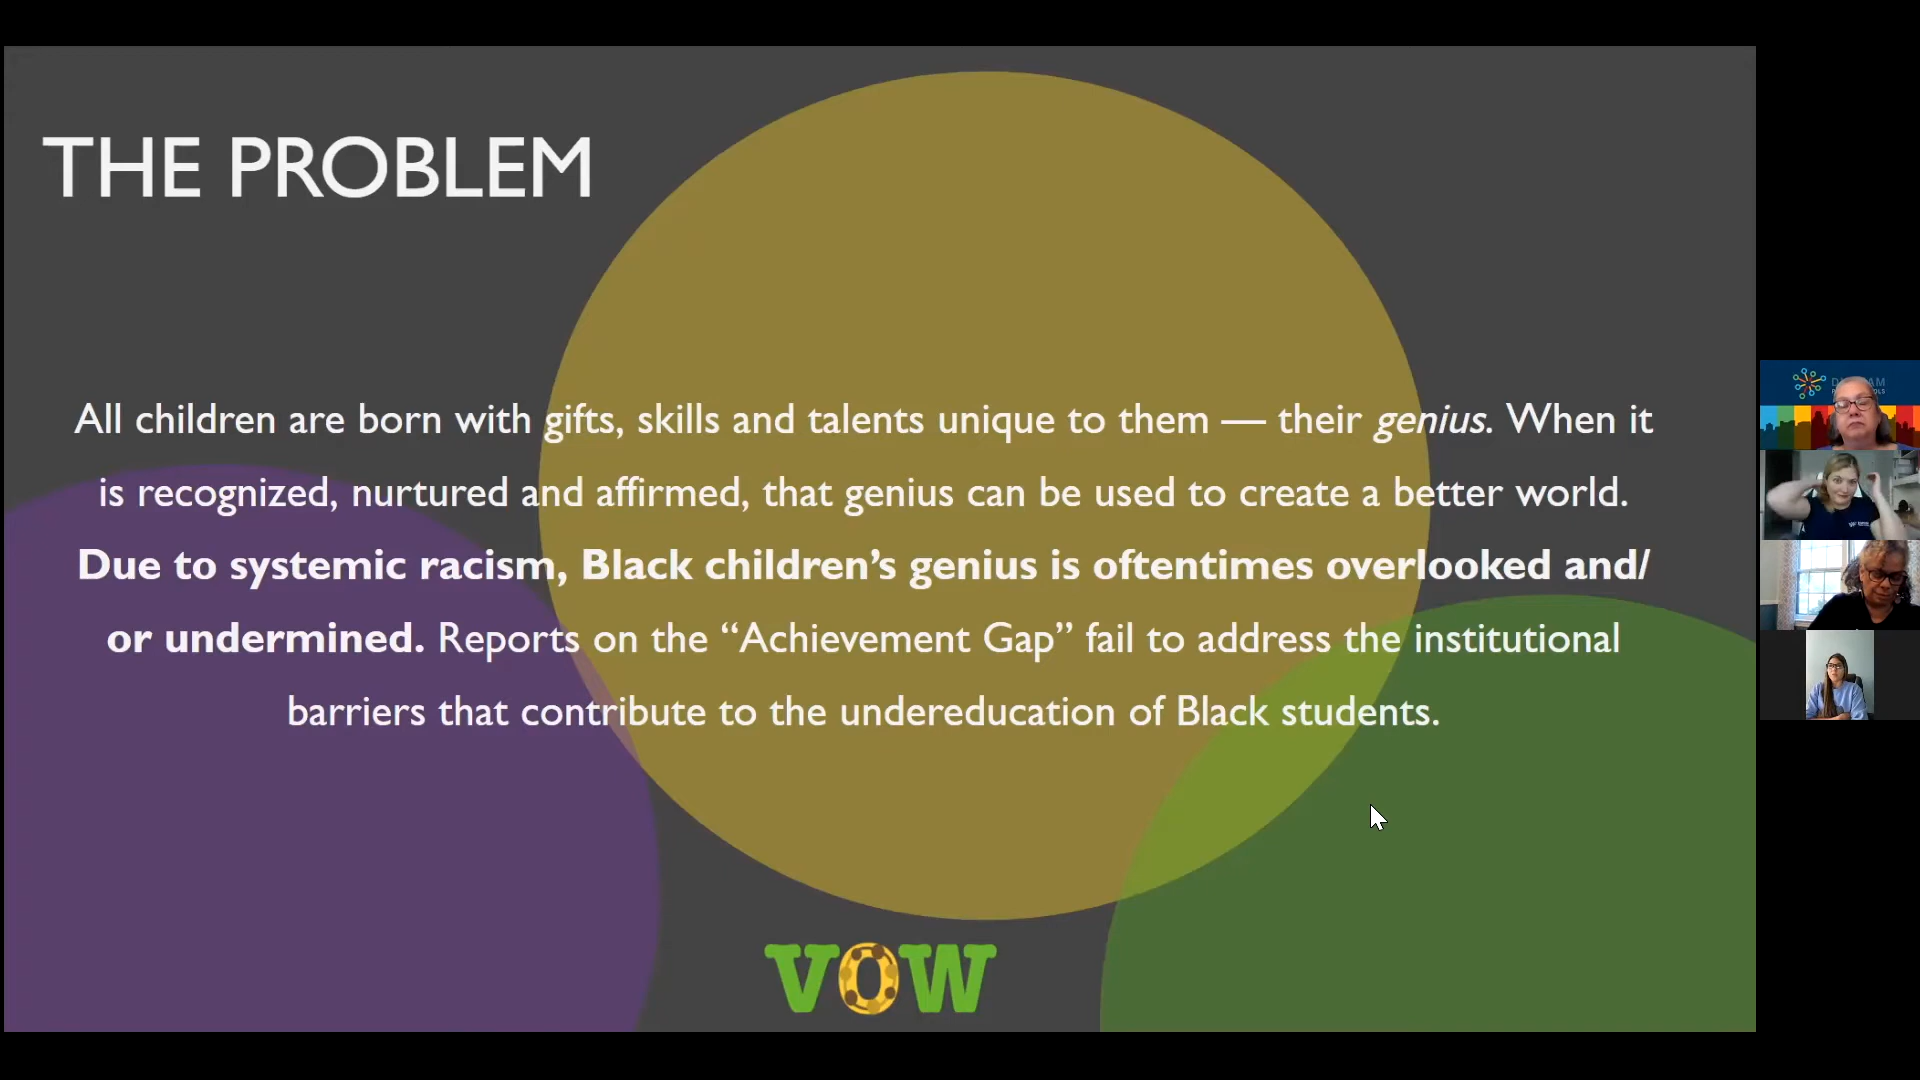 THE PROBLEM
All children are born with gifts, skills and talents unique to them — their genius. When it
is recognized, nurtured and affirmed, that genius can be used to create a better world.
Due to systemic racism, Black children’s genius is oftentimes overlooked and/
or undermined. Reports on the “Achievement Gap” fail to address the institutional
barriers that contribute to the undereducation of Black students.
VOW